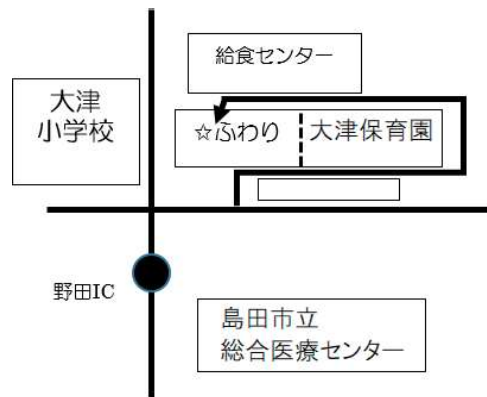 給食センター
大津
小学校
☆ふわり
大津保育園
野田IC
島田市立
総合医療センター